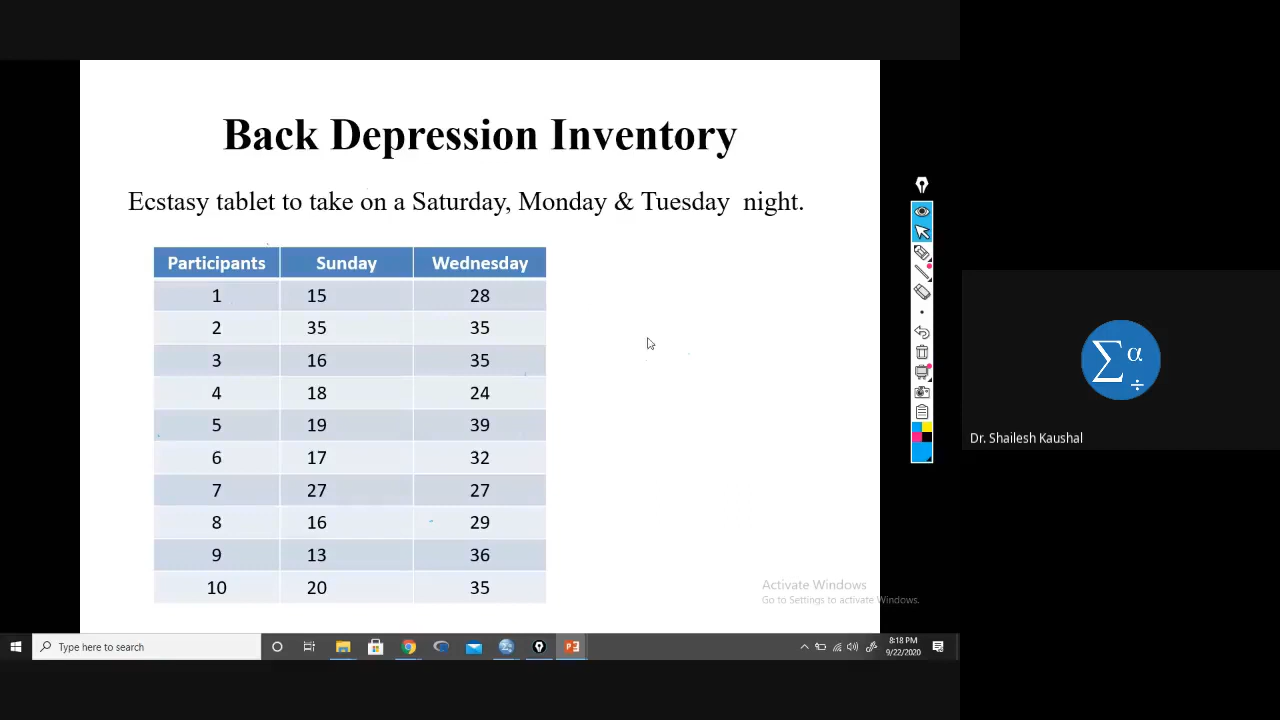 Back Depression Inventory
Ecstasy tablet to take on a Saturday, Monday & Tuesday night.
Participants Sunday Wednesday
1 15 28
2 35 35
3 16 35
4 18 24
5 19 39
6 17 32
7 27 27
8 16 29
9 13 36
10 20 35
Σ α ÷
Dr. Shailesh Kaushal
Activate Windows
Go to Settings to activate Windows.
Type here to search
8:18 PM
9/22/2020